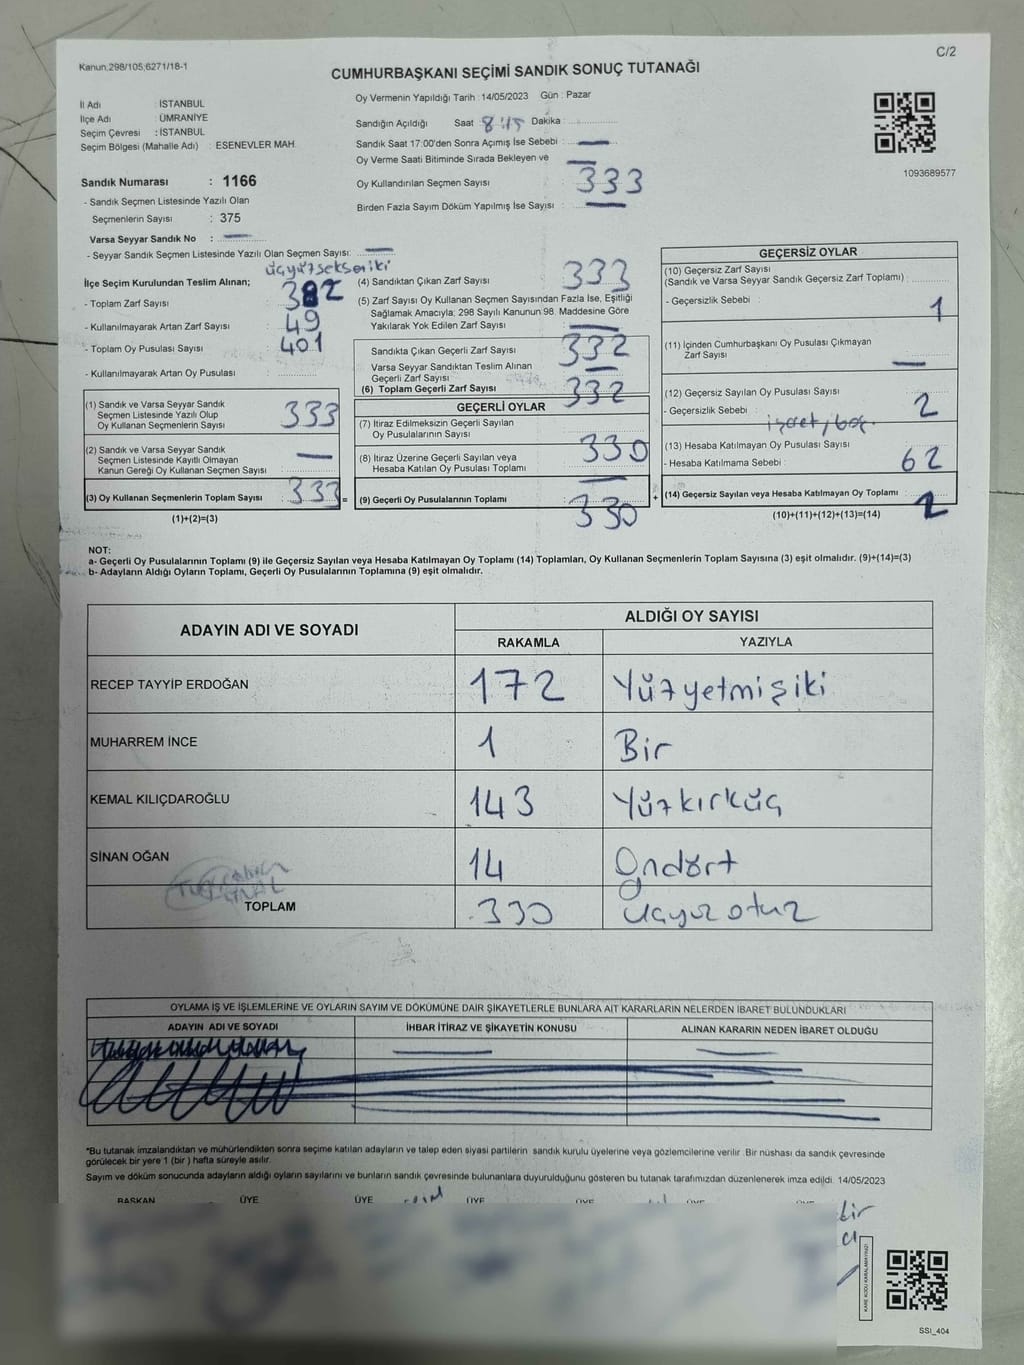 Kanun.298/105;6271/18-1
C/2
CUMHURBAŞKANI SEÇİMİ SANDIK SONUÇ TUTANAĞI
İl Adı : İSTANBUL
İlçe Adı : ÜMRANİYE
Seçim Çevresi : İSTANBUL
Seçim Bölgesi (Mahalle Adı) : ESENEVLER MAH.
Sandık Numarası : 1166
- Sandık Seçmen Listesinde Yazılı Olan
Seçmenlerin Sayısı : 375
Varsa Seyyar Sandık No :
- Seyyar Sandık Seçmen Listesinde Yazılı Olan Seçmen Sayısı:
Oy Vermenin Yapıldığı Tarih : 14/05/2023 Gün : Pazar
Sandığın Açıldığı Saat 8:15 Dakika :
Sandık Saat 17:00'den Sonra Açımış İse Sebebi :
Oy Verme Saati Bitiminde Sırada Bekleyen ve
Oy Kullandırılan Seçmen Sayısı : 333
Birden Fazla Sayım Döküm Yapılmış İse Sayısı :
1093689577
üçyüzsekseniki
İlçe Seçim Kurulundan Teslim Alınan;
- Toplam Zarf Sayısı : 382
- Kullanılmayarak Artan Zarf Sayısı : 49
- Toplam Oy Pusulası Sayısı : 401
- Kullanılmayarak Artan Oy Pusulası :
(1) Sandık ve Varsa Seyyar Sandık
Seçmen Listesinde Yazılı Olup
Oy Kullanan Seçmenlerin Sayısı : 333
(2) Sandık ve Varsa Seyyar Sandık
Seçmen Listesinde Kayıtlı Olmayan
Kanun Gereği Oy Kullanan Seçmen Sayısı :
(3) Oy Kullanan Seçmenlerin Toplam Sayısı : 333 =
(1)+(2)=(3)
(4) Sandıktan Çıkan Zarf Sayısı : 333
(5) Zarf Sayısı Oy Kullanan Seçmen Sayısından Fazla İse, Eşitliği
Sağlamak Amacıyla; 298 Sayılı Kanunun 98. Maddesine Göre
Yakılarak Yok Edilen Zarf Sayısı :
Sandıkta Çıkan Geçerli Zarf Sayısı : 332
Varsa Seyyar Sandıktan Teslim Alınan
Geçerli Zarf Sayısı :
(6) Toplam Geçerli Zarf Sayısı : 332
GEÇERLİ OYLAR
(7) İtiraz Edilmeksizin Geçerli Sayılan
Oy Pusulalarının Sayısı : 330
(8) İtiraz Üzerine Geçerli Sayılan veya
Hesaba Katılan Oy Pusulası Toplamı :
(9) Geçerli Oy Pusulalarının Toplamı : 330 +
GEÇERSİZ OYLAR
(10) Geçersiz Zarf Sayısı
(Sandık ve Varsa Seyyar Sandık Geçersiz Zarf Toplamı) :
- Geçersizlik Sebebi : 1
(11) İçinden Cumhurbaşkanı Oy Pusulası Çıkmayan
Zarf Sayısı :
(12) Geçersiz Sayılan Oy Pusulası Sayısı : 2
- Geçersizlik Sebebi : işaret / boş.
(13) Hesaba Katılmayan Oy Pusulası Sayısı :
- Hesaba Katılmama Sebebi : 62
(14) Geçersiz Sayılan veya Hesaba Katılmayan Oy Toplamı : 2
(10)+(11)+(12)+(13)=(14)
NOT:
a- Geçerli Oy Pusulalarının Toplamı (9) ile Geçersiz Sayılan veya Hesaba Katılmayan Oy Toplamı (14) Toplamları, Oy Kullanan Seçmenlerin Toplam Sayısına (3) eşit olmalıdır. (9)+(14)=(3)
b- Adayların Aldığı Oyların Toplamı, Geçerli Oy Pusulalarının Toplamına (9) eşit olmalıdır.
ADAYIN ADI VE SOYADI
ALDIĞI OY SAYISI
RAKAMLA YAZIYLA
RECEP TAYYİP ERDOĞAN 172 Yüzyetmişiki
MUHARREM İNCE 1 Bir
KEMAL KILIÇDAROĞLU 143 Yüzkırküç
SİNAN OĞAN 14 Ondört
TOPLAM 330 üçyüz otuz
OYLAMA İŞ VE İŞLEMLERİNE VE OYLARIN SAYIM VE DÖKÜMÜNE DAİR ŞİKAYETLERLE BUNLARA AİT KARARLARIN NELERDEN İBARET BULUNDUKLARI
ADAYIN ADI VE SOYADI İHBAR İTİRAZ VE ŞİKAYETİN KONUSU ALINAN KARARIN NEDEN İBARET OLDUĞU
*Bu tutanak imzalandıktan ve mühürlendikten sonra seçime katılan adayların ve talep eden siyasi partilerin sandık kurulu üyelerine veya gözlemcilerine verilir. Bir nüshası da sandık çevresinde
görülecek bir yere 1 (bir) hafta süreyle asılır.
Sayım ve döküm sonucunda adayların aldığı oyların sayılarını ve bunların sandık çevresinde bulunanlara duyurulduğunu gösteren bu tutanak tarafımızdan düzenlenerek imza edildi. 14/05/2023
BAŞKAN ÜYE ÜYE ÜYE ÜYE ÜYE ÜYE
KARE KODU KARALAMAYINIZ!
SSI_404